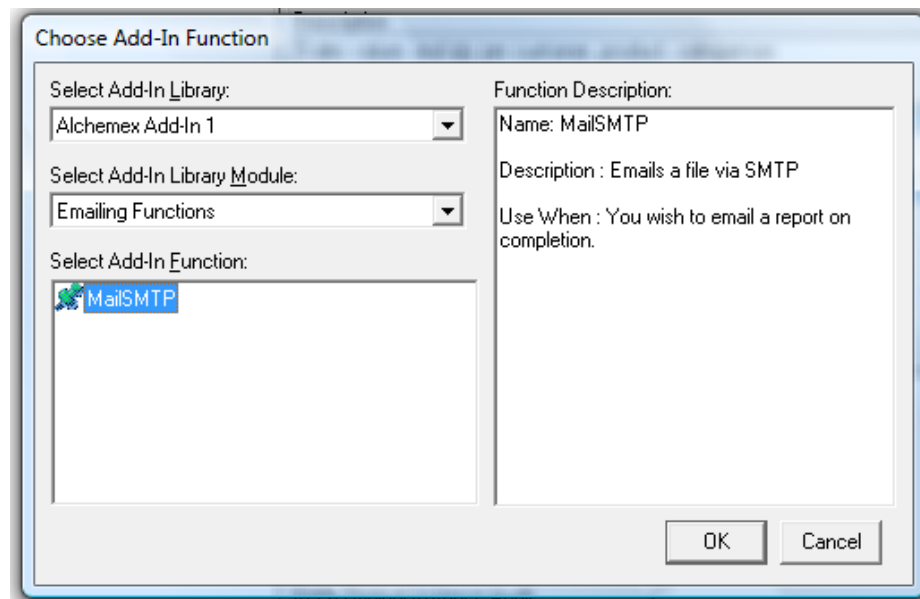 Choose Add-In Function
Select Add-In Library:
Alchemex Add-In 1
Select Add-In Library Module:
Emailing Functions
Select Add-In Function:
MailSMTP
Function Description:
Name: MailSMTP
Description : Emails a file via SMTP
Use When : You wish to email a report on
completion.
OK
Cancel